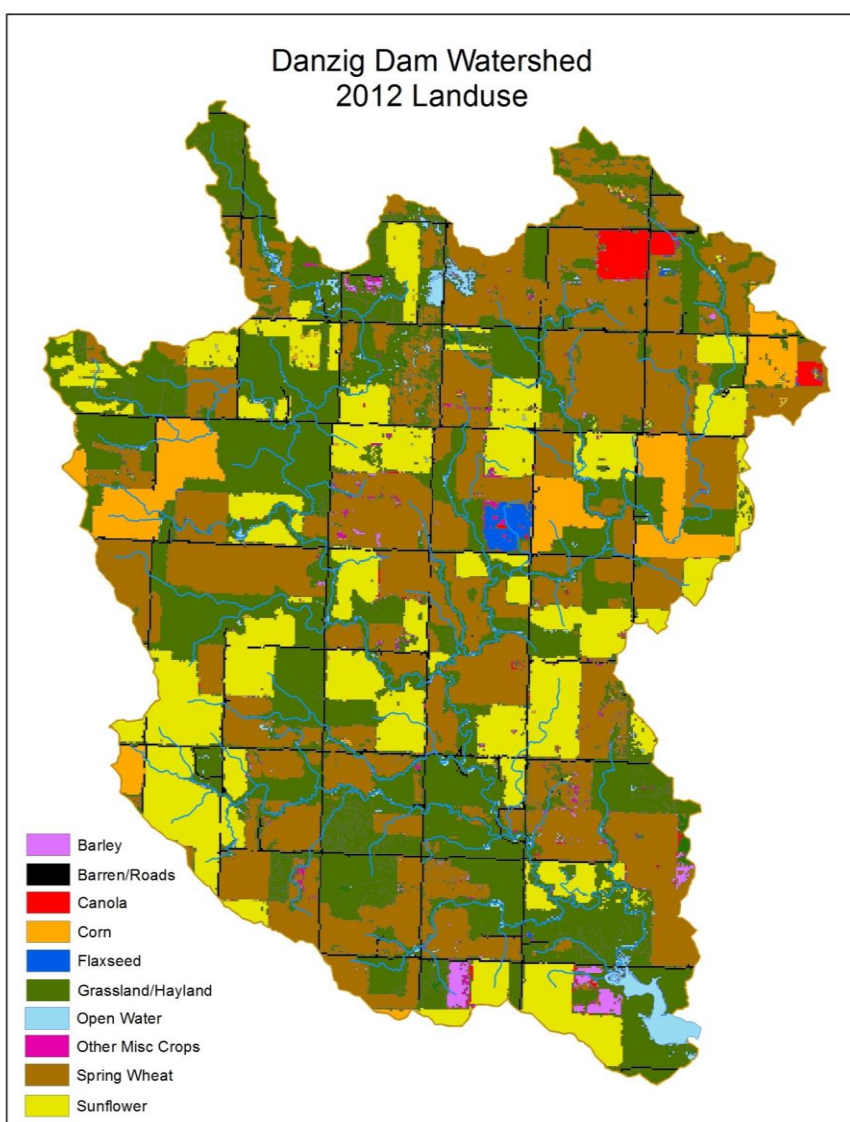 Danzig Dam Watershed
2012 Landuse
Barley
Barren/Roads
Canola
Corn
Flaxseed
Grassland/Hayland
Open Water
Other Misc Crops
Spring Wheat
Sunflower